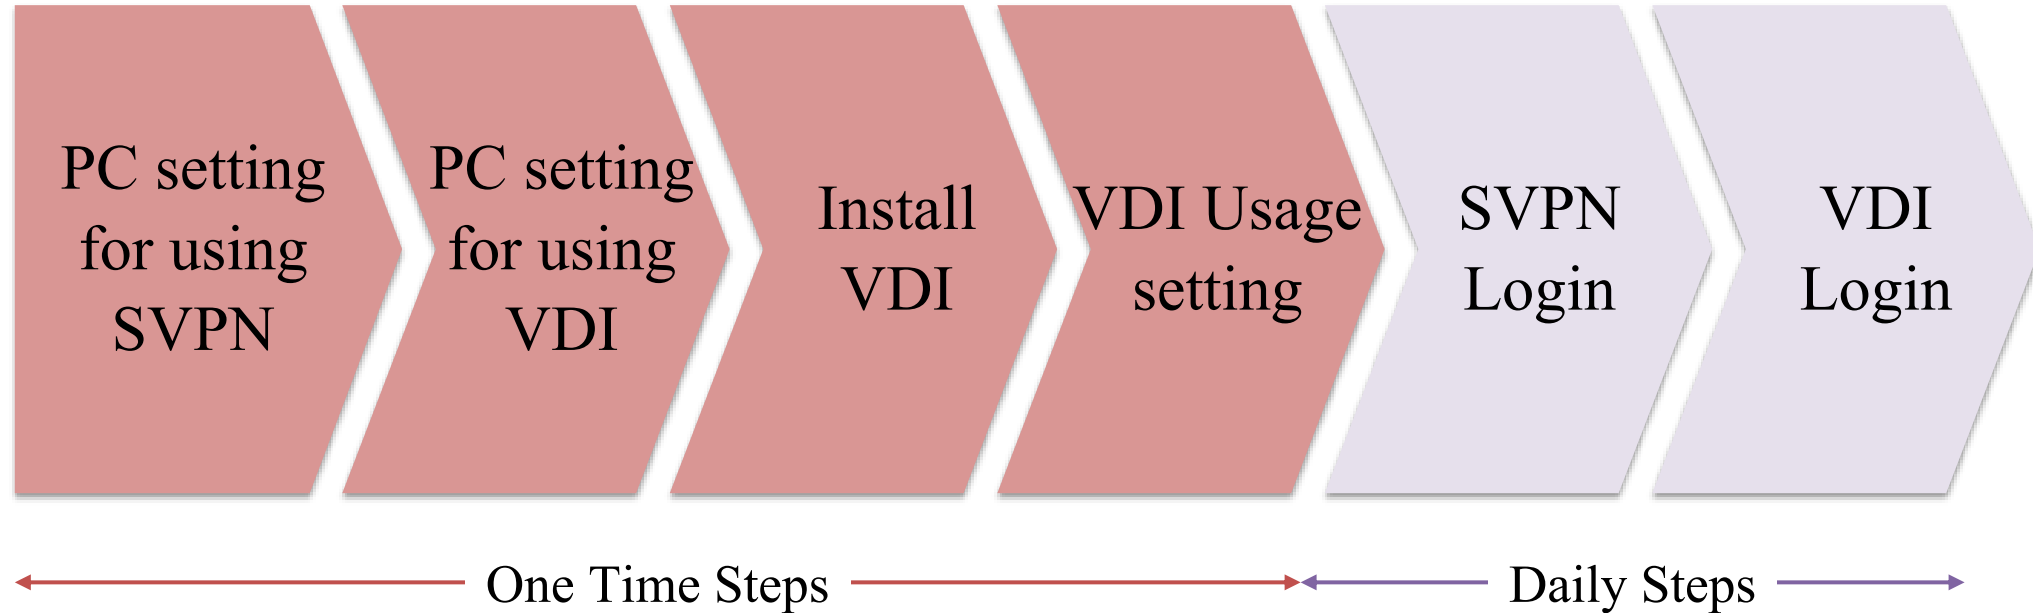 PC setting
for using
SVPN
PC setting
for using
VDI
Install
VDI
VDI Usage
setting
SVPN
Login
VDI
Login
One Time Steps
Daily Steps